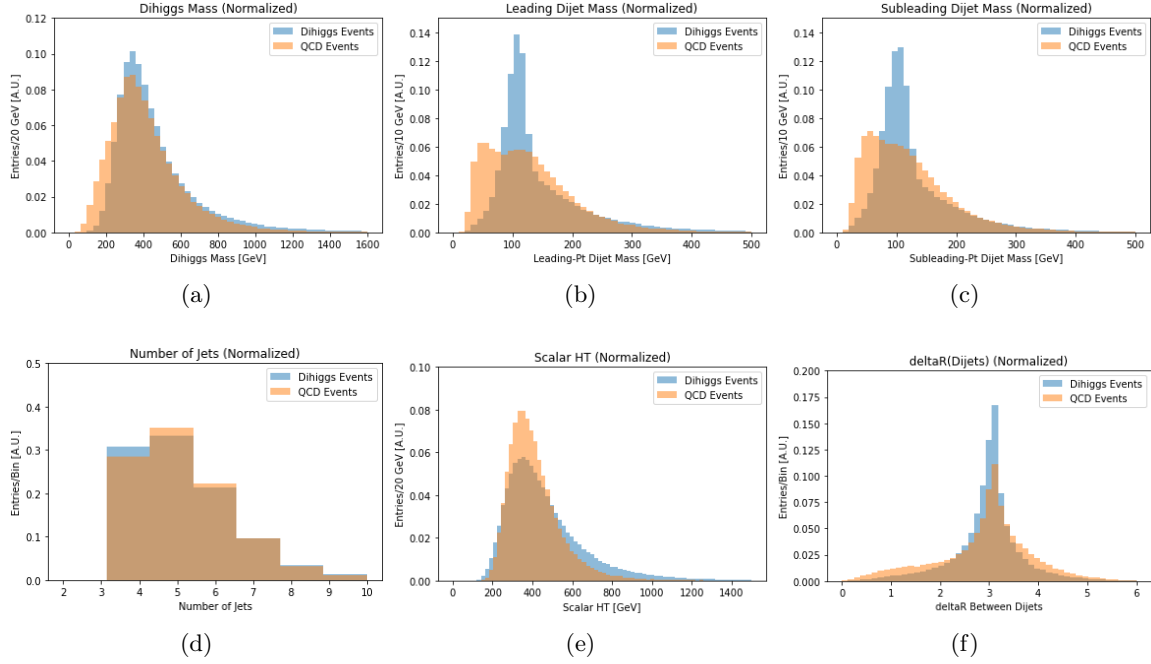 Dihiggs Mass (Normalized)
Entries/20 GeV [A.U.]
0.12
0.10
0.08
0.06
0.04
0.02
0.00
Dihiggs Events
QCD Events
0 200 400 600 800 1000 1200 1400 1600
Dihiggs Mass [GeV]
(a)
Leading Dijet Mass (Normalized)
Entries/10 GeV [A.U.]
0.14
0.12
0.10
0.08
0.06
0.04
0.02
0.00
Dihiggs Events
QCD Events
0 100 200 300 400 500
Leading-Pt Dijet Mass [GeV]
(b)
Subleading Dijet Mass (Normalized)
Entries/10 GeV [A.U.]
0.14
0.12
0.10
0.08
0.06
0.04
0.02
0.00
Dihiggs Events
QCD Events
0 100 200 300 400 500
Subleading-Pt Dijet Mass [GeV]
(c)
Number of Jets (Normalized)
Entries/Bin [A.U.]
0.5
0.4
0.3
0.2
0.1
0.0
Dihiggs Events
QCD Events
2 3 4 5 6 7 8 9 10
Number of Jets
(d)
Scalar HT (Normalized)
Entries/20 GeV [A.U.]
0.10
0.08
0.06
0.04
0.02
0.00
Dihiggs Events
QCD Events
0 200 400 600 800 1000 1200 1400
Scalar HT [GeV]
(e)
deltaR(Dijets) (Normalized)
Entries/Bin [A.U.]
0.200
0.175
0.150
0.125
0.100
0.075
0.050
0.025
0.000
Dihiggs Events
QCD Events
0 1 2 3 4 5 6
deltaR Between Dijets
(f)